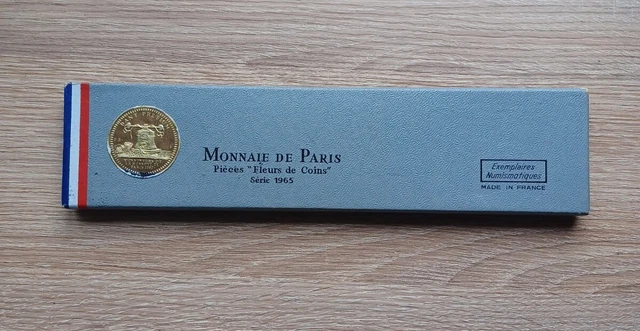 MONNAIE DE PARIS
Pièces "Fleurs de Coins"
Série 1965
Exemplaires
Numismatiques
MADE IN FRANCE